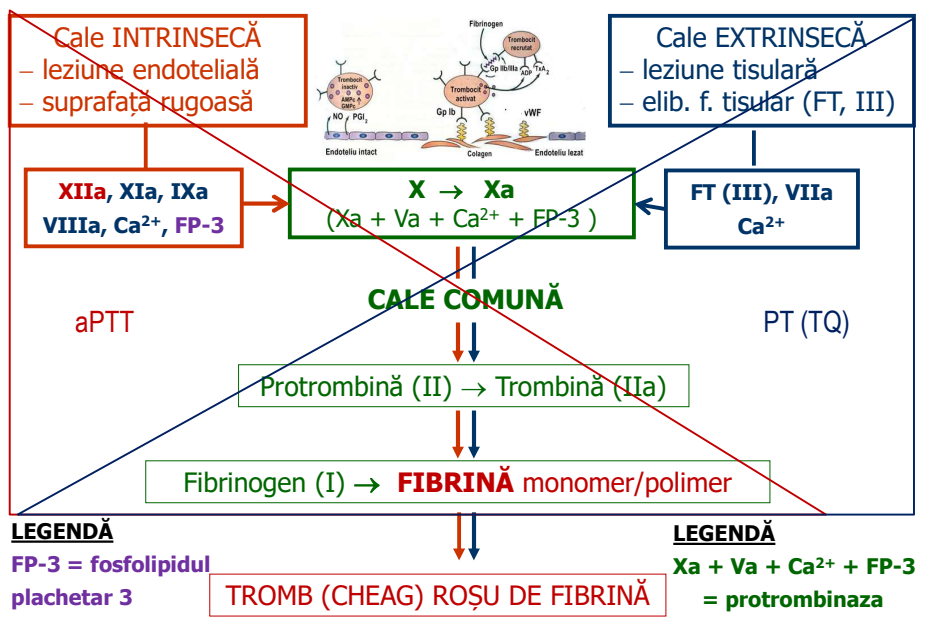 Cale INTRINSECĂ
– leziune endotelială
– suprafață rugoasă
Fibrinogen
Trombocit
recrutat
Gp IIb/IIIa
ADP
TxA2
Trombocit
inactiv
AMPc
GMPc
Trombocit
activat
NO
PGI2
Gp Ib
vWF
Endoteliu intact
Colagen
Endoteliu lezat
Cale EXTRINSECĂ
– leziune tisulară
– elib. f. tisular (FT, III)
XIIa, XIa, IXa
VIIIa, Ca2+, FP-3
X → Xa
(Xa + Va + Ca2+ + FP-3 )
FT (III), VIIa
Ca2+
CALE COMUNĂ
aPTT
PT (TQ)
Protrombină (II) → Trombină (IIa)
Fibrinogen (I) → FIBRINĂ monomer/polimer
LEGENDĂ
FP-3 = fosfolipidul
plachetar 3
LEGENDĂ
Xa + Va + Ca2+ + FP-3
= protrombinaza
TROMB (CHEAG) ROȘU DE FIBRINĂ